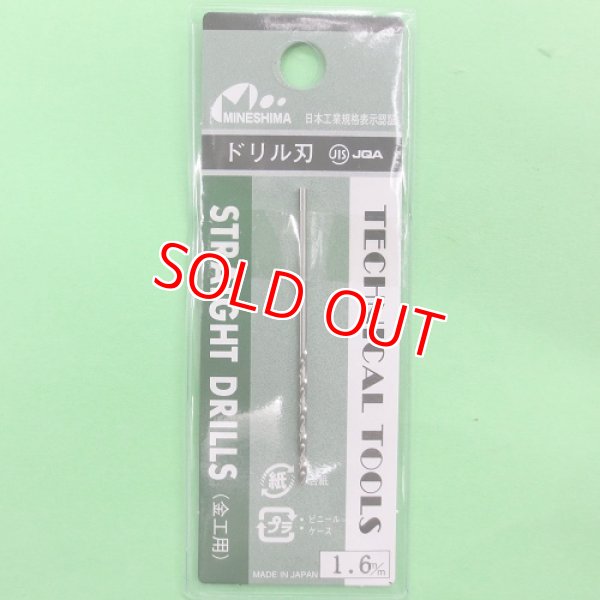 MINESHIMA
日本工業規格表示認証
ドリル刃 JIS JQA
STRAIGHT DRILLS (金工用)
TECHNICAL TOOLS
SOLD OUT
紙
プラ
・ビニール
ケース
MADE IN JAPAN
1.6m/m